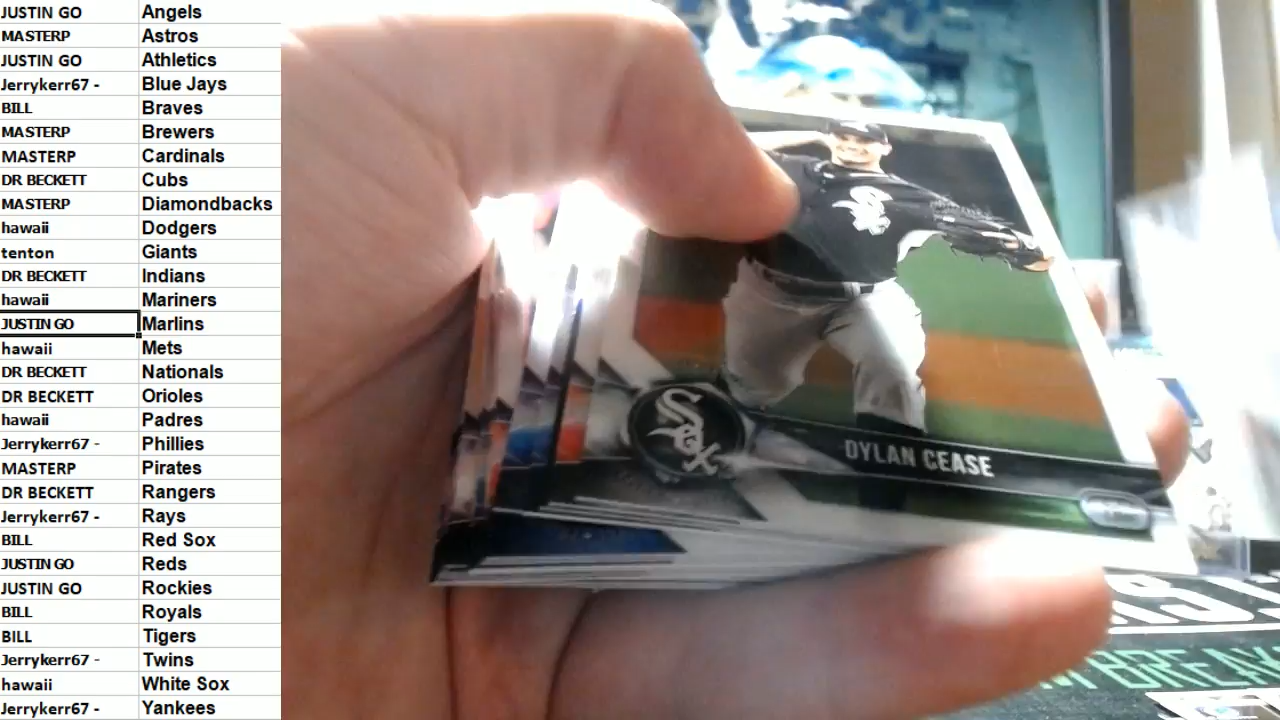 JUSTIN GO Angels
MASTERP Astros
JUSTIN GO Athletics
Jerrykerr67 - Blue Jays
BILL Braves
MASTERP Brewers
MASTERP Cardinals
DR BECKETT Cubs
MASTERP Diamondbacks
hawaii Dodgers
tenton Giants
DR BECKETT Indians
hawaii Mariners
JUSTIN GO Marlins
hawaii Mets
DR BECKETT Nationals
DR BECKETT Orioles
hawaii Padres
Jerrykerr67 - Phillies
MASTERP Pirates
DR BECKETT Rangers
Jerrykerr67 - Rays
BILL Red Sox
JUSTIN GO Reds
JUSTIN GO Rockies
BILL Royals
BILL Tigers
Jerrykerr67 - Twins
hawaii White Sox
Jerrykerr67 - Yankees
SOX
SOX
DYLAN CEASE
BREAK